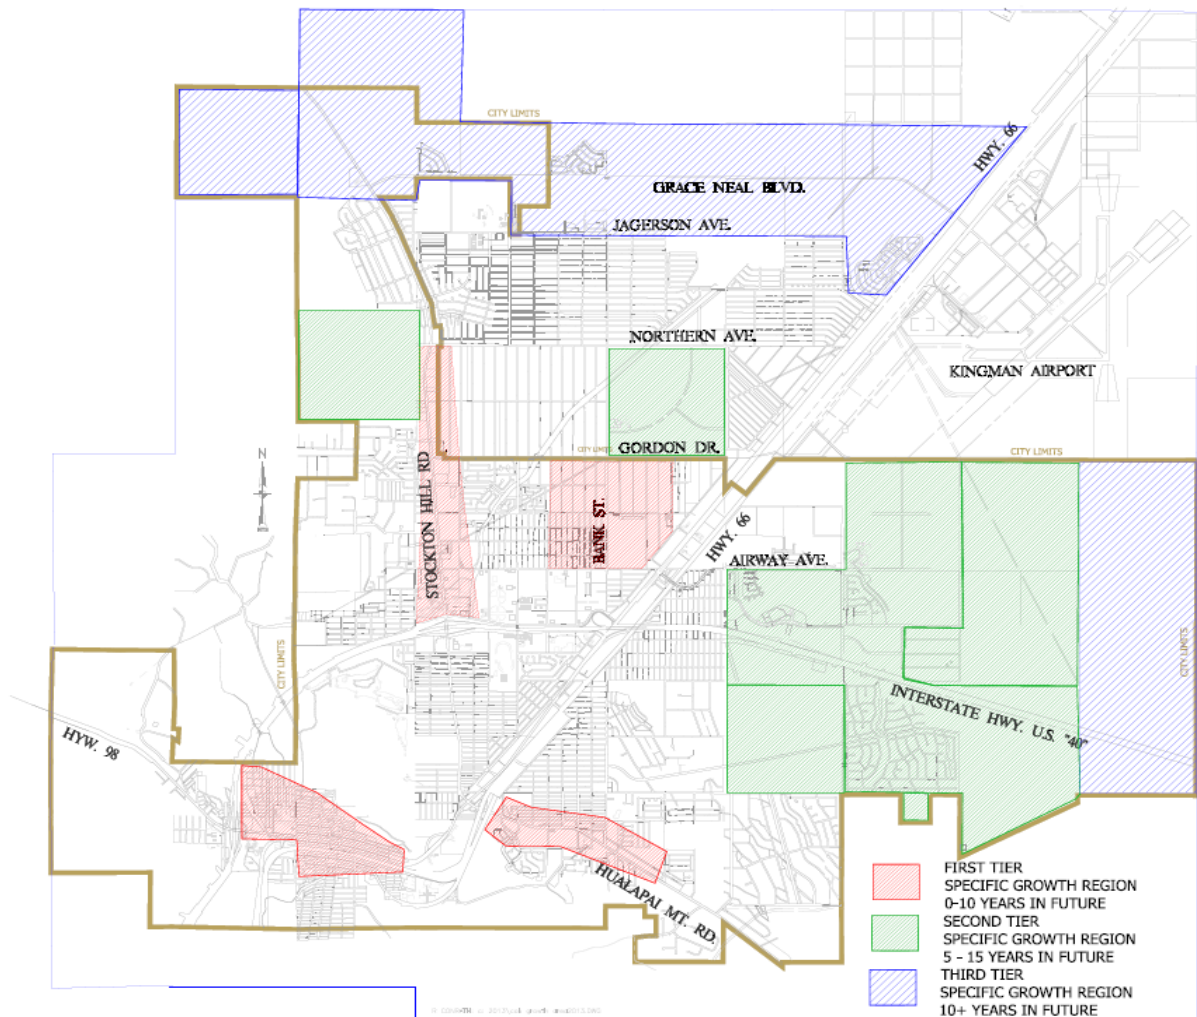 CITY LIMITS
HWY. 66
GRACE NEAL BLVD.
JAGERSON AVE.
NORTHERN AVE.
KINGMAN AIRPORT
CITY LIMITS
GORDON DR.
CITY LIMITS
N
STOCKTON HILL RD
BANK ST.
HWY. 66
AIRWAY AVE.
CITY LIMITS
CITY LIMITS
INTERSTATE HWY. U.S. "40"
HYW. 98
HUALAPAI MT. RD.
FIRST TIER
SPECIFIC GROWTH REGION
0-10 YEARS IN FUTURE
SECOND TIER
SPECIFIC GROWTH REGION
5 - 15 YEARS IN FUTURE
THIRD TIER
SPECIFIC GROWTH REGION
10+ YEARS IN FUTURE